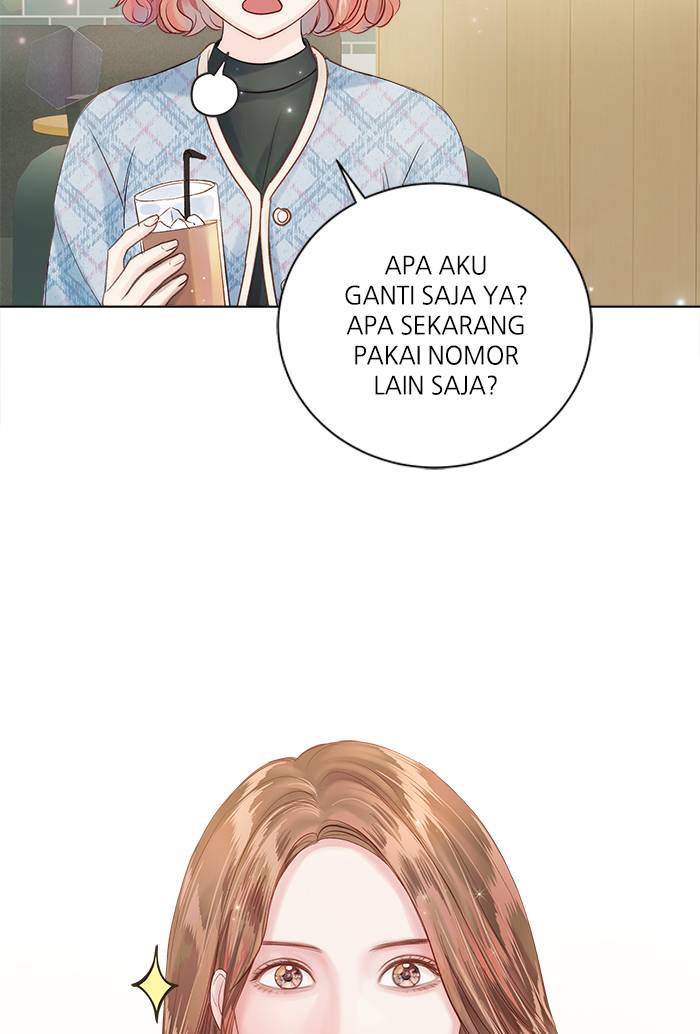 APA AKU
GANTI SAJA YA?
APA SEKARANG
PAKAI NOMOR
LAIN SAJA?